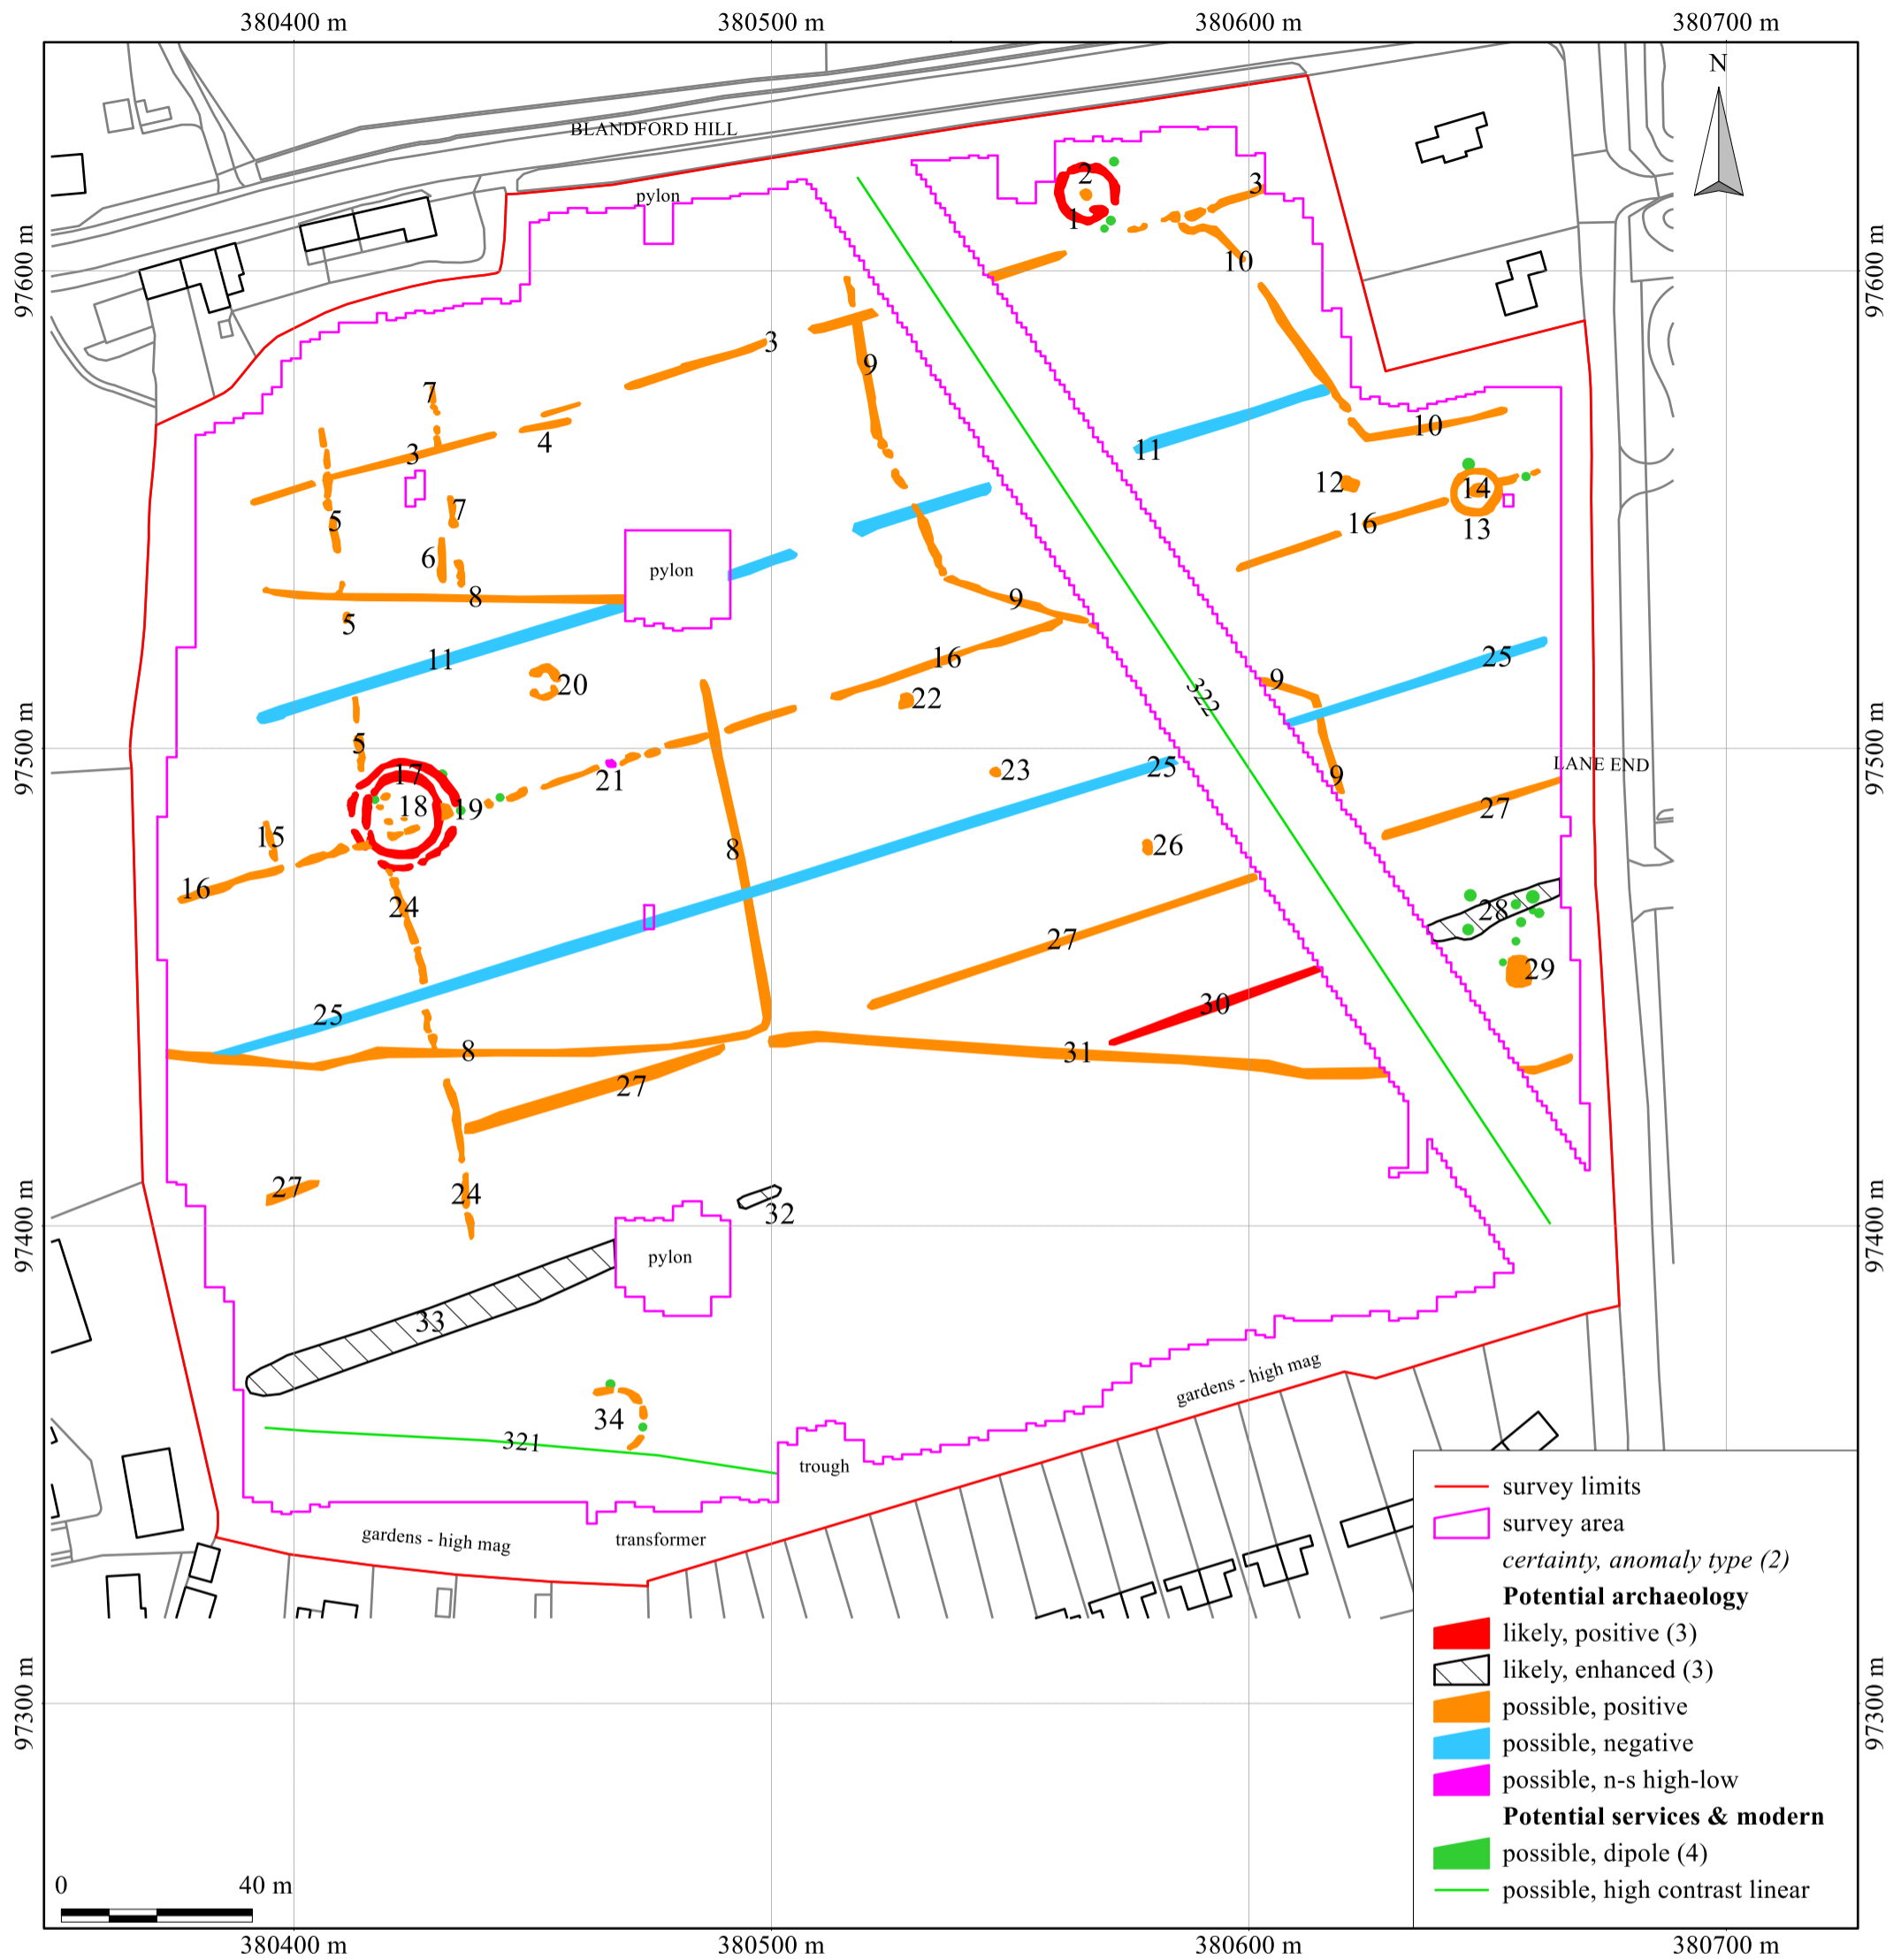 380400 m
380500 m
380600 m
380700 m
N
BLANDFORD HILL
pylon
2
3
1
97600 m
97600 m
10
3
9
7
4
3
10
11
12
14
16
13
7
5
6
pylon
8
9
5
11
16
25
20
22
9
322
97500 m
97500 m
5
LANE END
17
21
23
25
9
18
19
27
15
8
26
16
24
28
27
29
25
30
8
31
27
27
24
32
97400 m
97400 m
pylon
33
gardens - high mag
34
321
trough
gardens - high mag
transformer
survey limits
survey area
certainty, anomaly type (2)
Potential archaeology
likely, positive (3)
likely, enhanced (3)
possible, positive
possible, negative
possible, n-s high-low
Potential services & modern
possible, dipole (4)
possible, high contrast linear
97300 m
97300 m
0 40 m
380400 m
380500 m
380600 m
380700 m